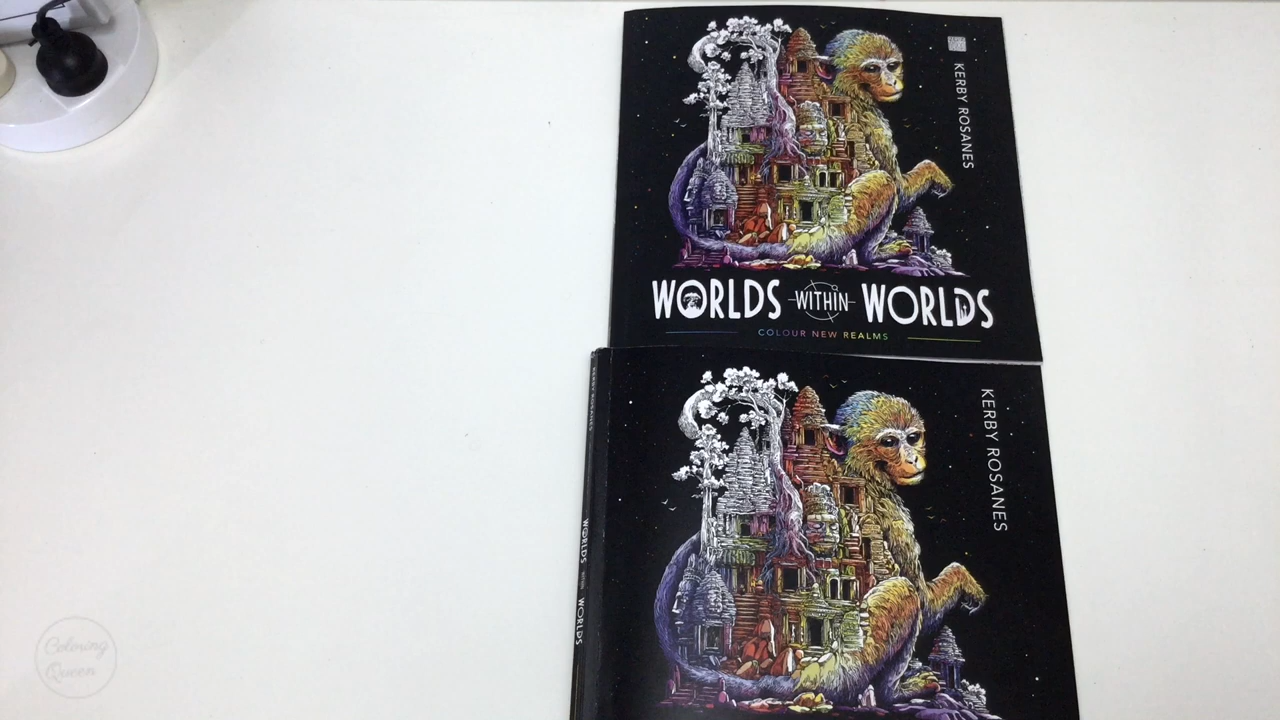 KERBY ROSANES
WORLDS WITHIN WORLDS
COLOUR NEW REALMS
KERBY ROSANES
KERBY ROSANES
WORLDS WITHIN WORLDS
Coloring
Queen